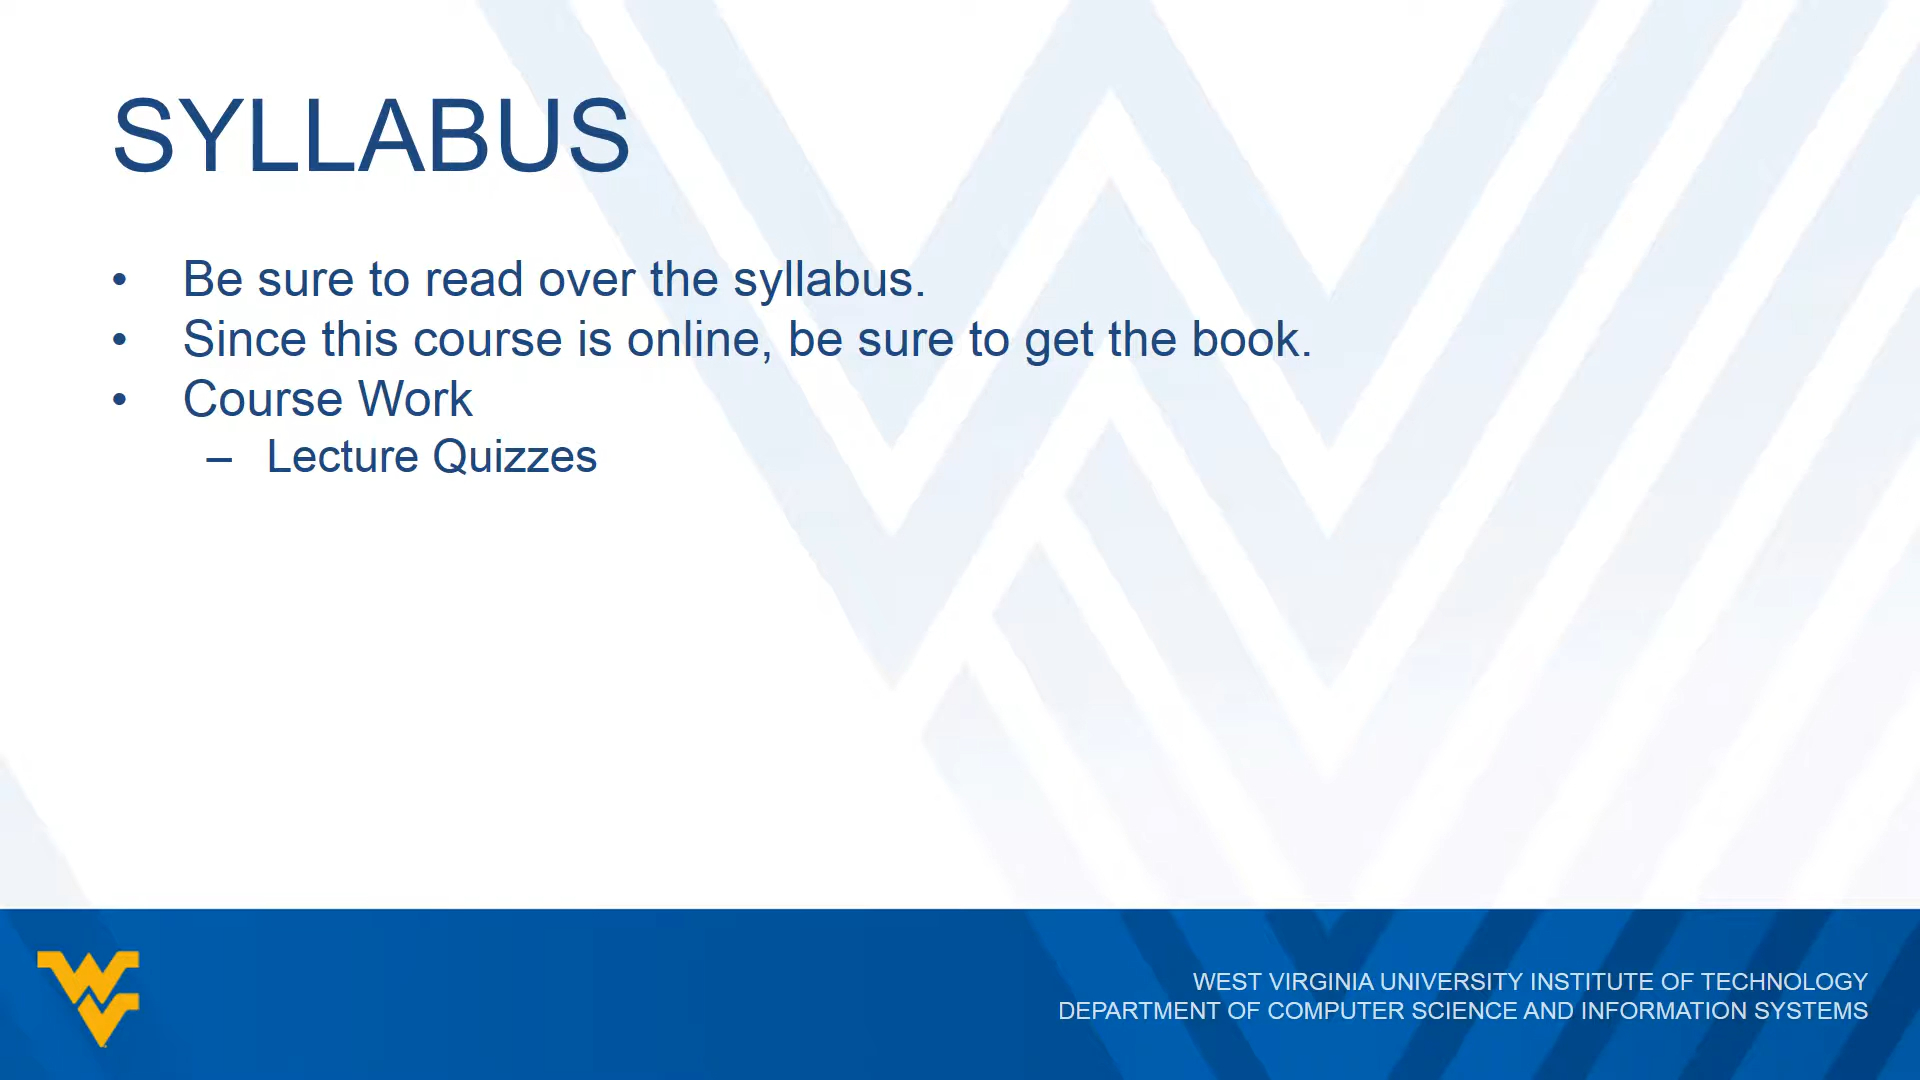 SYLLABUS
• Be sure to read over the syllabus.
• Since this course is online, be sure to get the book.
• Course Work
– Lecture Quizzes
WEST VIRGINIA UNIVERSITY INSTITUTE OF TECHNOLOGY
DEPARTMENT OF COMPUTER SCIENCE AND INFORMATION SYSTEMS